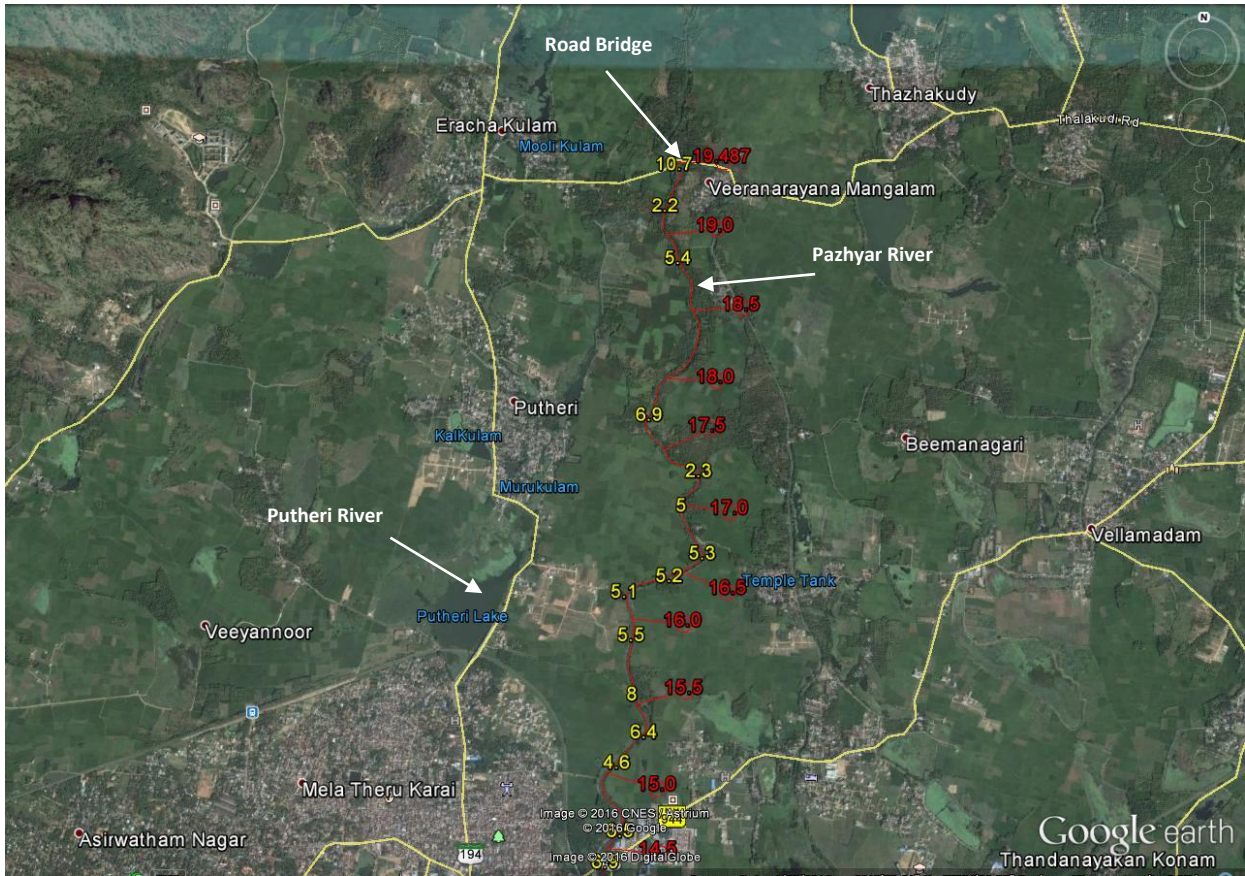 N
Road Bridge
Thazhakudy
Thalakudi Rd
Eracha Kulam
Mooli Kulam
19.487
10.7
Veeranarayana Mangalam
2.2
19.0
5.4
Pazhyar River
18.5
18.0
Putheri
6.9
17.5
KalKulam
Beemanagari
2.3
Murukulam
5
17.0
Putheri River
Vellamadam
5.3
5.2
16.5
Temple Tank
5.1
Putheri Lake
16.0
Veeyannoor
5.5
15.5
8
6.4
4.6
15.0
Mela Theru Karai
Image © 2016 CNES / Astrium
© 2016 Google
Asirwatham Nagar
194
14.5
Image © 2016 DigitalGlobe
Google earth
Thandanayakan Konam